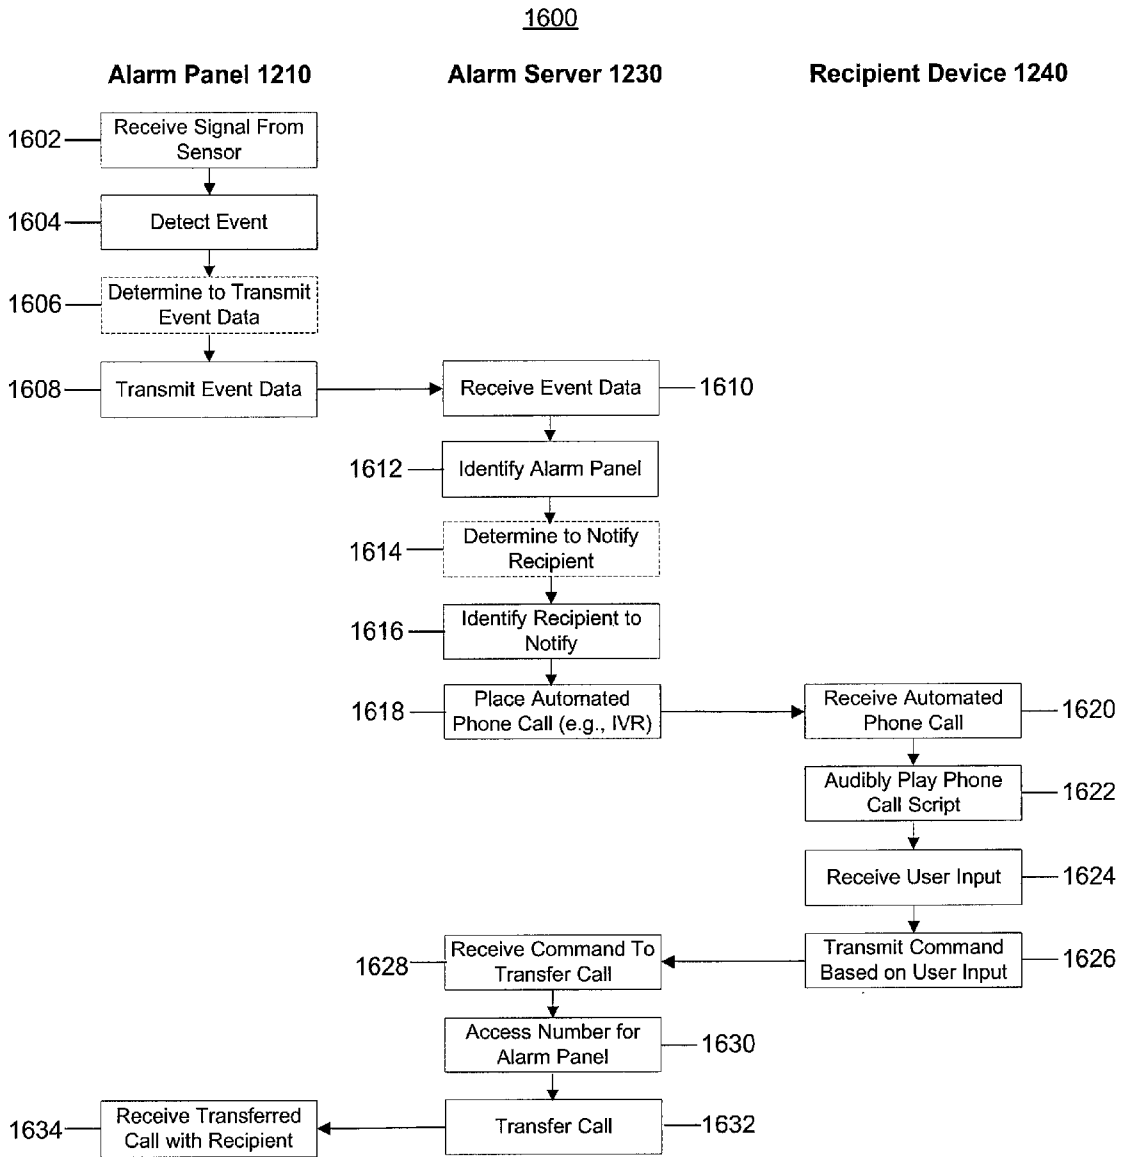 1600
Alarm Panel 1210
Alarm Server 1230
Recipient Device 1240
1602
Receive Signal From
Sensor
1604
Detect Event
1606
Determine to Transmit
Event Data
1608
Transmit Event Data
Receive Event Data
1610
1612
Identify Alarm Panel
1614
Determine to Notify
Recipient
1616
Identify Recipient to
Notify
1618
Place Automated
Phone Call (e.g., IVR)
Receive Automated
Phone Call
1620
Audibly Play Phone
Call Script
1622
Receive User Input
1624
Transmit Command
Based on User Input
1626
1628
Receive Command To
Transfer Call
Access Number for
Alarm Panel
1630
Transfer Call
1632
1634
Receive Transferred
Call with Recipient